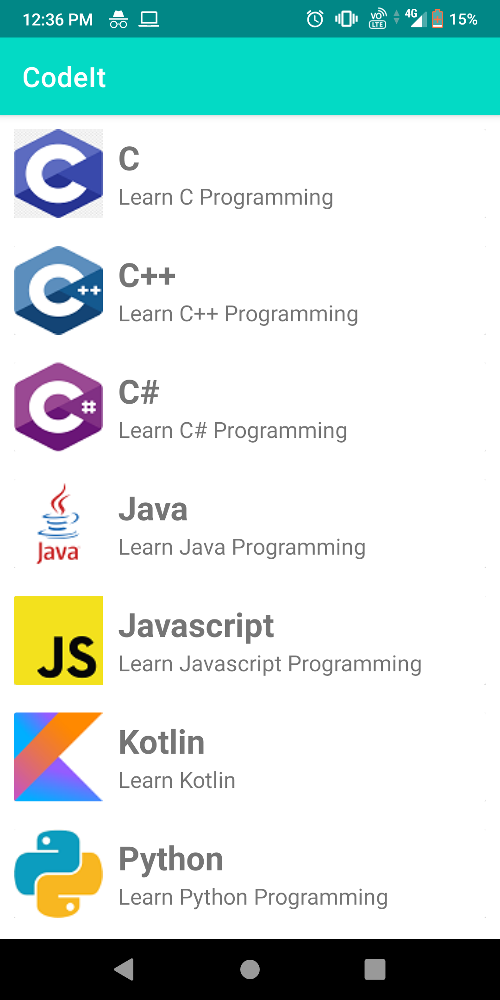 12:36 PM VO LTE 4G 15%
CodeIt
C
C
Learn C Programming
C++
C++
Learn C++ Programming
C#
C#
Learn C# Programming
Java
Java
Learn Java Programming
JS
Javascript
Learn Javascript Programming
Kotlin
Learn Kotlin
Python
Learn Python Programming